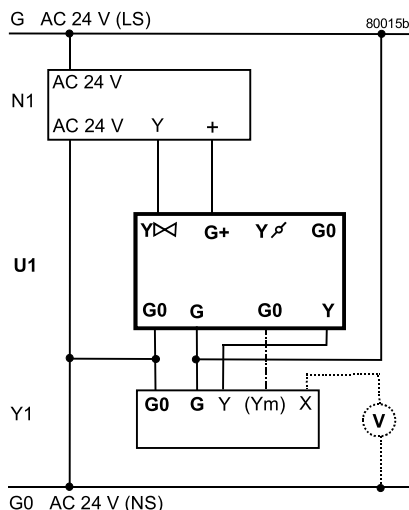 G AC 24 V (LS) 80015b
AC 24 V
N1
AC 24 V Y +
Y G+ Y G0
U1
G0 G G0 Y
G0 G Y (Ym) X
Y1
V
G0 AC 24 V (NS)